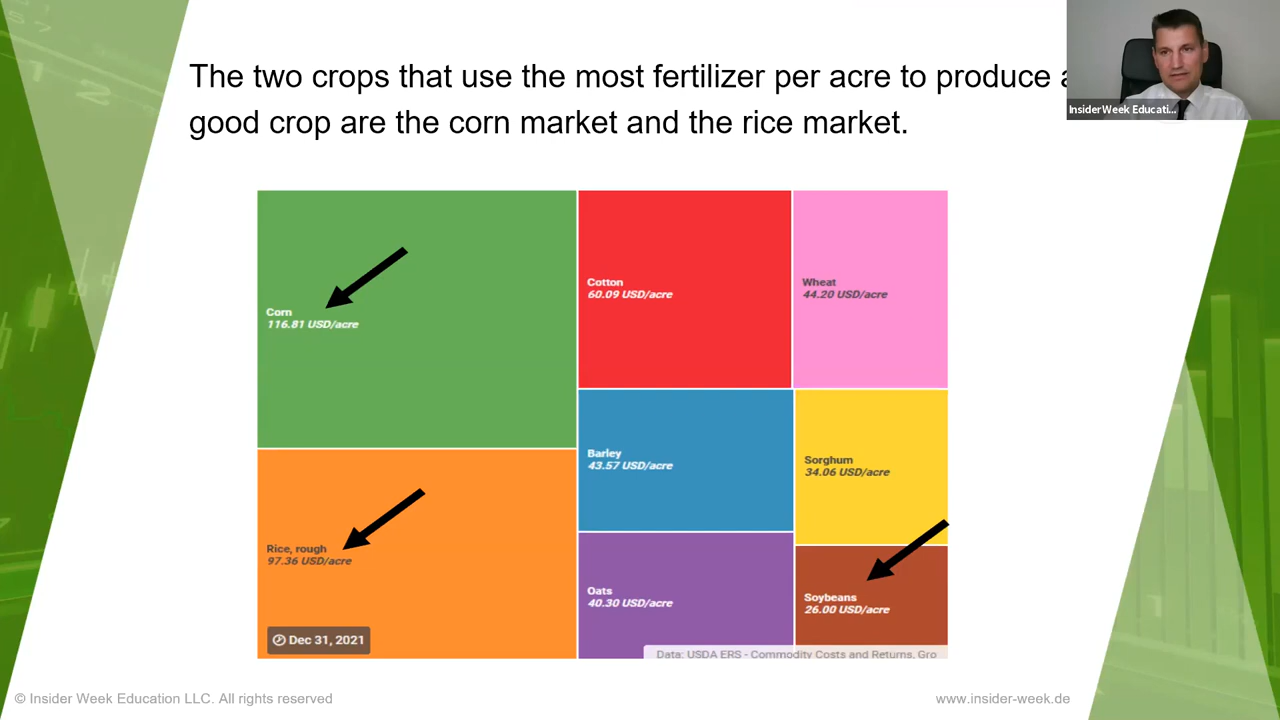 The two crops that use the most fertilizer per acre to produce a
good crop are the corn market and the rice market.
InsiderWeek Educati...
Corn
116.81 USD/acre
Cotton
60.09 USD/acre
Wheat
44.20 USD/acre
Barley
43.57 USD/acre
Sorghum
34.06 USD/acre
Rice, rough
97.36 USD/acre
Oats
40.30 USD/acre
Soybeans
26.00 USD/acre
Dec 31, 2021
Data: USDA ERS - Commodity Costs and Returns, Gro
© Insider Week Education LLC. All rights reserved
www.insider-week.de